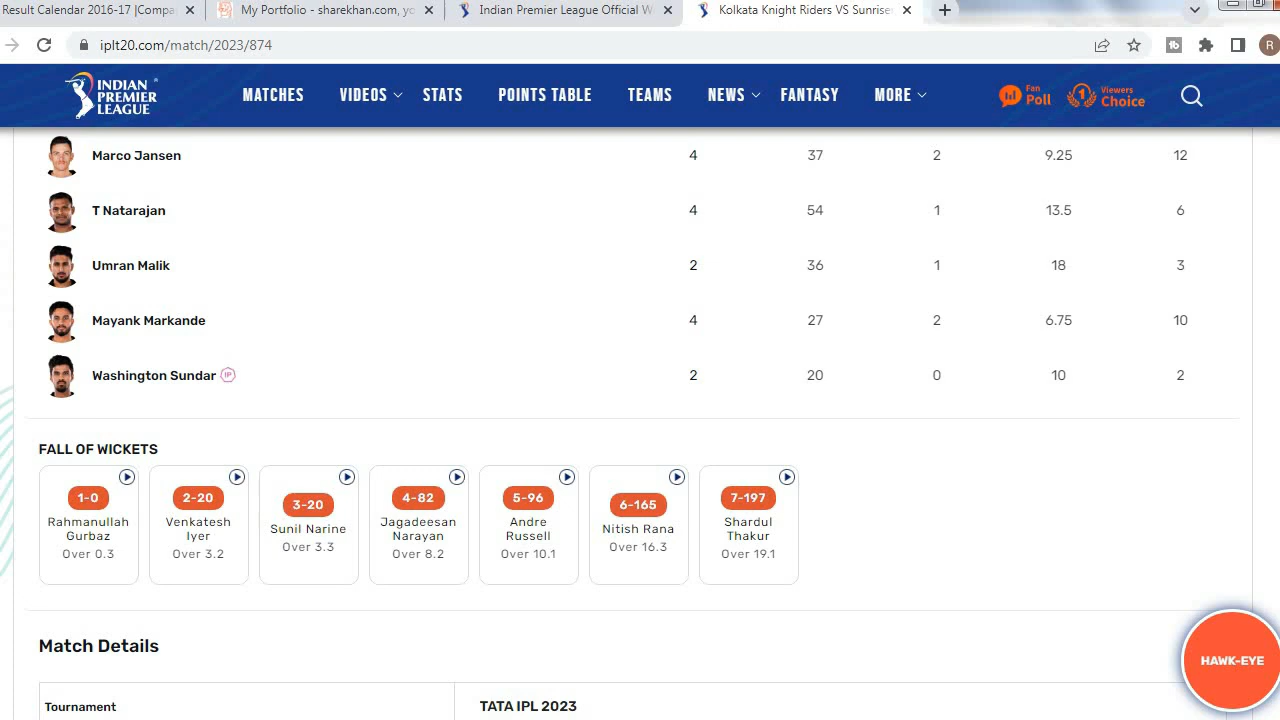 Result Calendar 2016-17 |Compa
My Portfolio - sharekhan.com, yo
Indian Premier League Official W
Kolkata Knight Riders VS Sunrise
iplt20.com/match/2023/874
R
INDIAN
PREMIER
LEAGUE
MATCHES
VIDEOS
STATS
POINTS TABLE
TEAMS
NEWS
FANTASY
MORE
Fan
Poll
1
Viewers
Choice
Marco Jansen 4 37 2 9.25 12
T Natarajan 4 54 1 13.5 6
Umran Malik 2 36 1 18 3
Mayank Markande 4 27 2 6.75 10
Washington Sundar IP 2 20 0 10 2
FALL OF WICKETS
1-0
Rahmanullah
Gurbaz
Over 0.3
2-20
Venkatesh
Iyer
Over 3.2
3-20
Sunil Narine
Over 3.3
4-82
Jagadeesan
Narayan
Over 8.2
5-96
Andre
Russell
Over 10.1
6-165
Nitish Rana
Over 16.3
7-197
Shardul
Thakur
Over 19.1
Match Details
HAWK-EYE
Tournament TATA IPL 2023